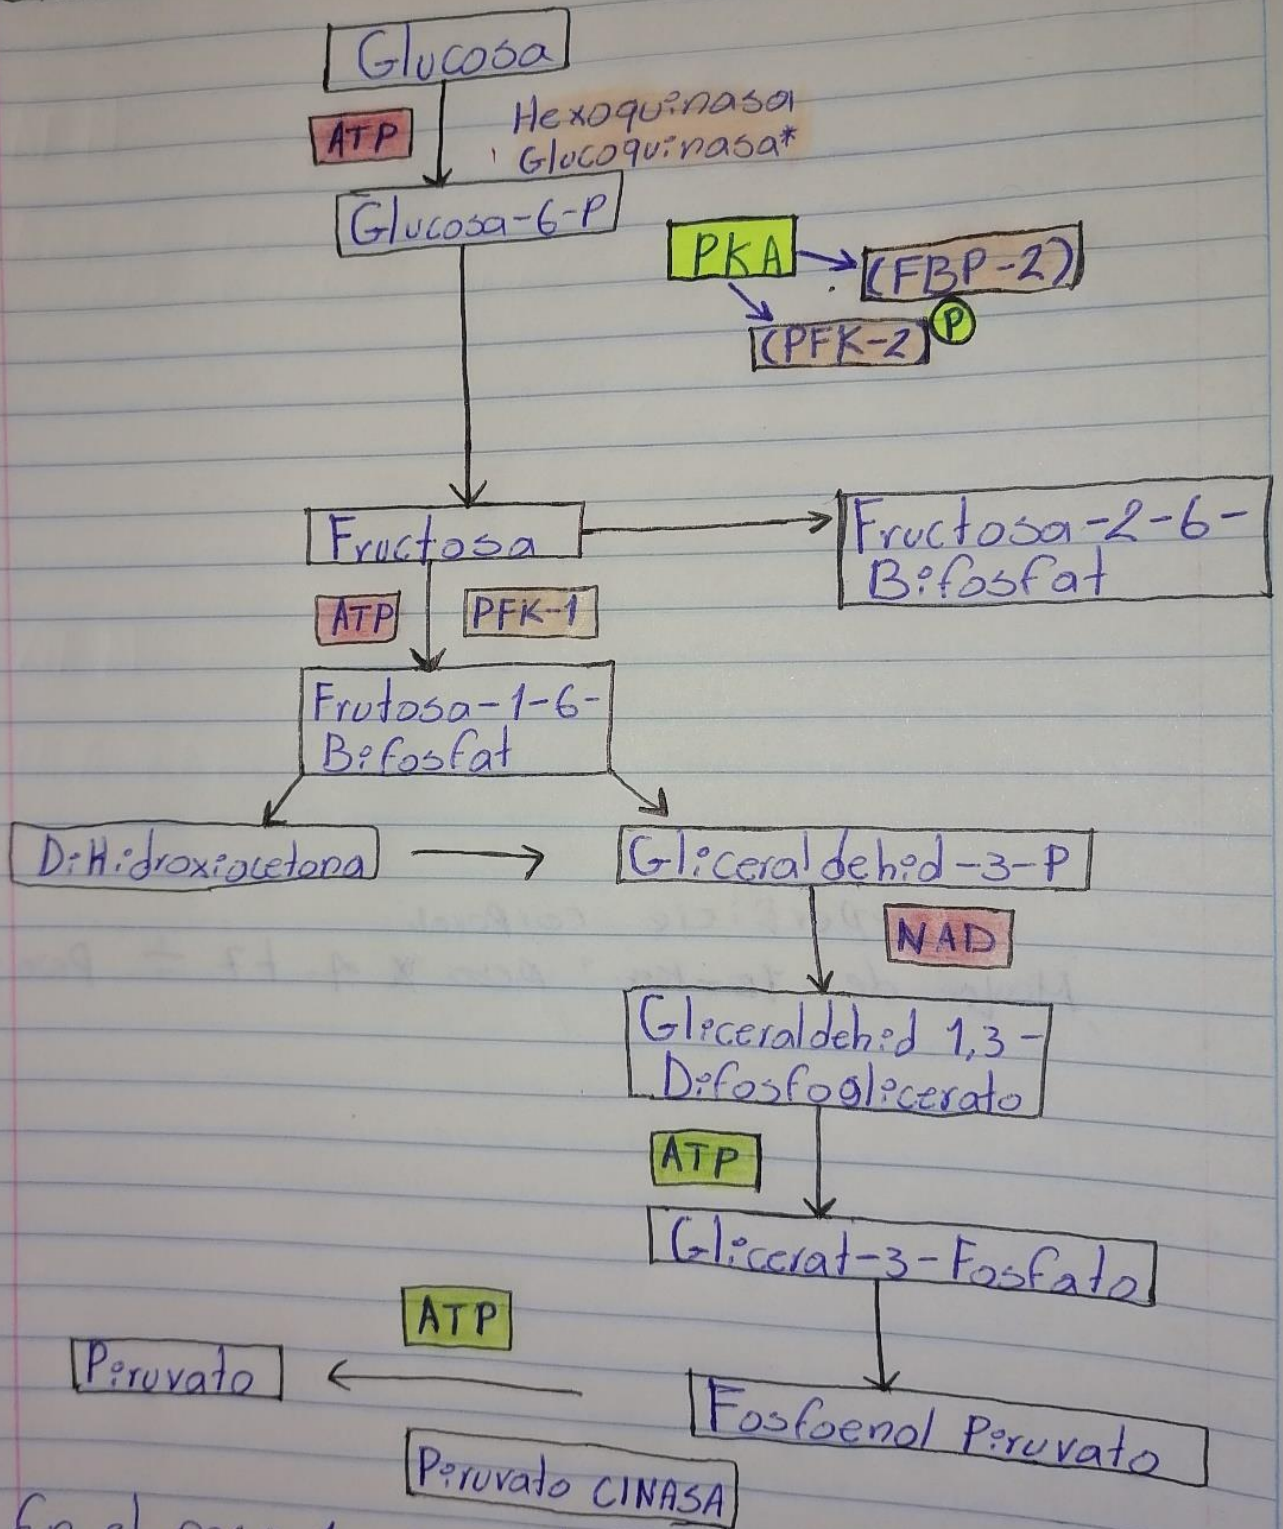 Glucosa
ATP
Hexoquinasa
Glucoquinasa*
Glucosa-6-P
PKA
(FBP-2)
(PFK-2)
P
Fructosa
Fructosa-2-6-
Bifosfat
ATP
PFK-1
Frutosa-1-6-
Bifosfat
DiHidroxiacetona
Gliceraldehid-3-P
NAD
Gliceraldehid 1,3-
Difosfoglicerato
ATP
Glicerat-3-Fosfato
ATP
Piruvato
Fosfoenol Piruvato
Piruvato CINASA